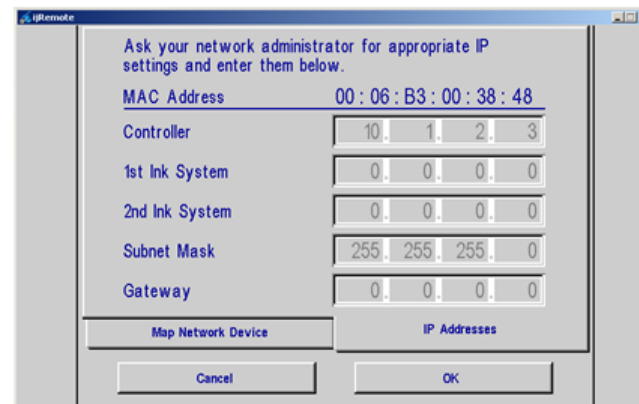 ijRemote
Ask your network administrator for appropriate IP
settings and enter them below.
MAC Address 00 : 06 : B3 : 00 : 38 : 48
Controller 10. 1. 2. 3
1st Ink System 0. 0. 0. 0
2nd Ink System 0. 0. 0. 0
Subnet Mask 255. 255. 255. 0
Gateway 0. 0. 0. 0
Map Network Device IP Addresses
Cancel OK